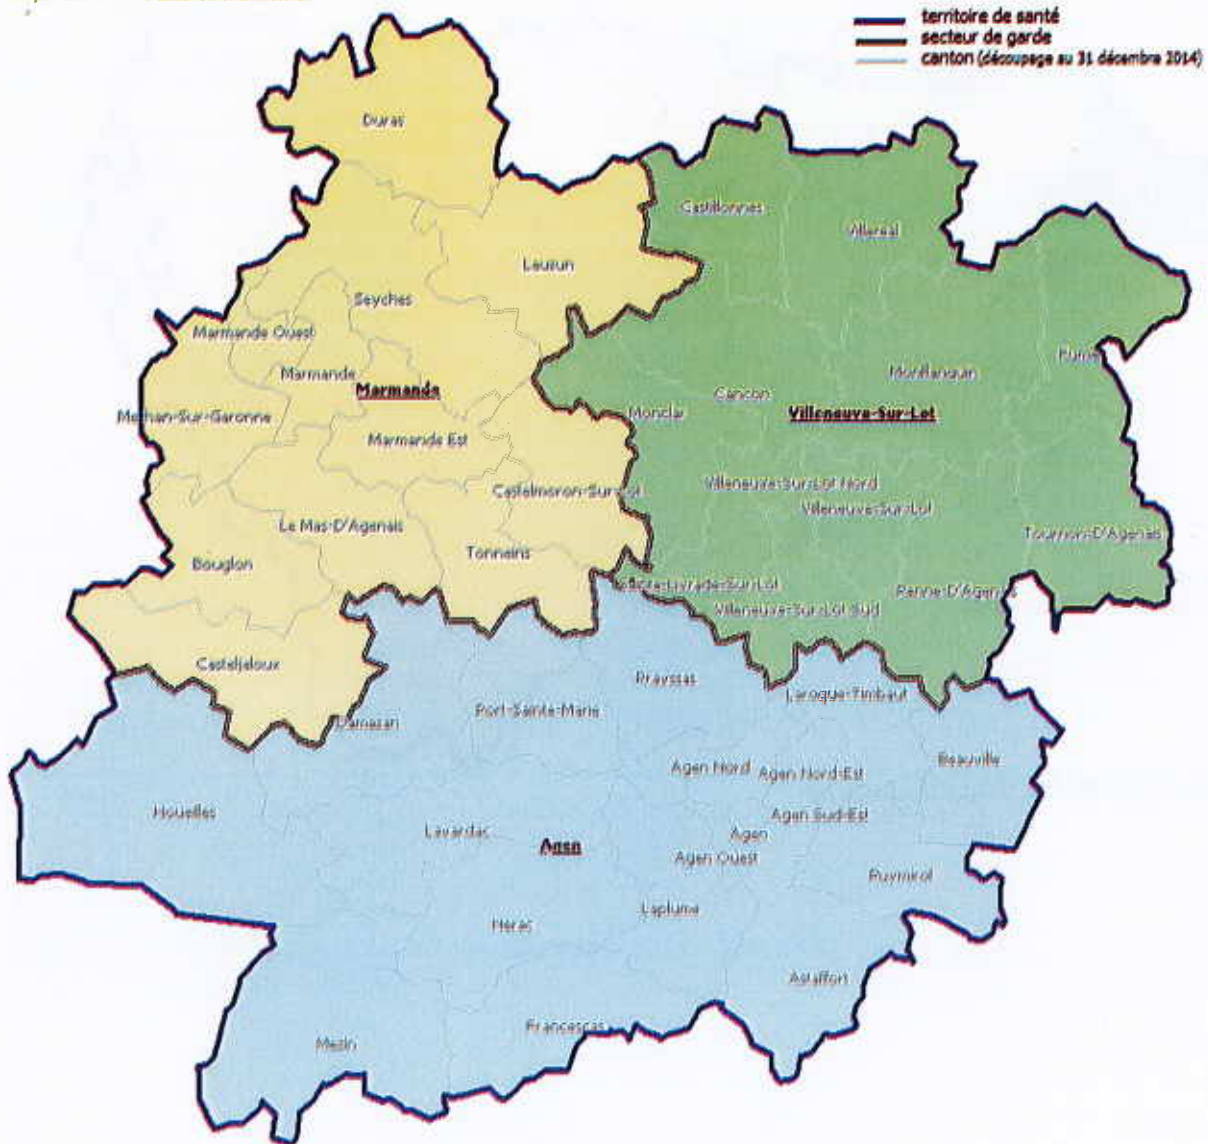 territoire de santé
secteur de garde
canton (découpage au 31 décembre 2014)
Duras
Castillonnes
Villereal
Lauzun
Seyches
Marmande Ouest
Marmande
Marmande
Meilhan-Sur-Garonne
Marmande Est
Fumel
Monflanquin
Cancon
Monclar
Villeneuve-Sur-Lot
Villeneuve-Sur-Lot Nord
Castelmoron-Sur-Lot
Villeneuve-Sur-Lot
Le Mas-D'Agenais
Tournon-D'Agenais
Tonneins
Bouglon
Sainte-Livrade-Sur-Lot
Penne-D'Agenais
Villeneuve-Sur-Lot Sud
Casteljaloux
Prayssas
Laroque-Timbaut
Port-Sainte-Marie
Damazan
Beauville
Agen Nord
Agen Nord-Est
Houeilles
Agen Sud-Est
Lavardac
Agen
Agen
Agen Ouest
Puymirol
Laplume
Nerac
Astaffort
Francescas
Mezin